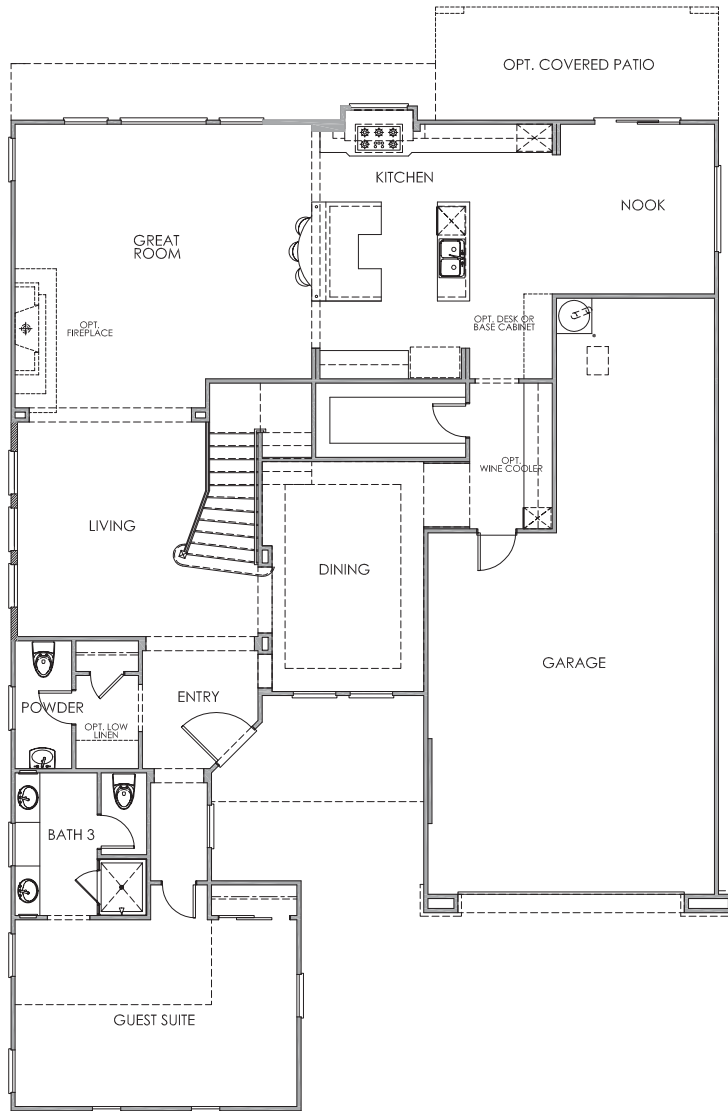 OPT. COVERED PATIO
KITCHEN
NOOK
GREAT
ROOM
OPT.
FIREPLACE
OPT. DESK OR
BASE CABINET
OPT.
WINE COOLER
LIVING
DINING
GARAGE
ENTRY
POWDER
OPT. LOW
LINEN
BATH 3
GUEST SUITE